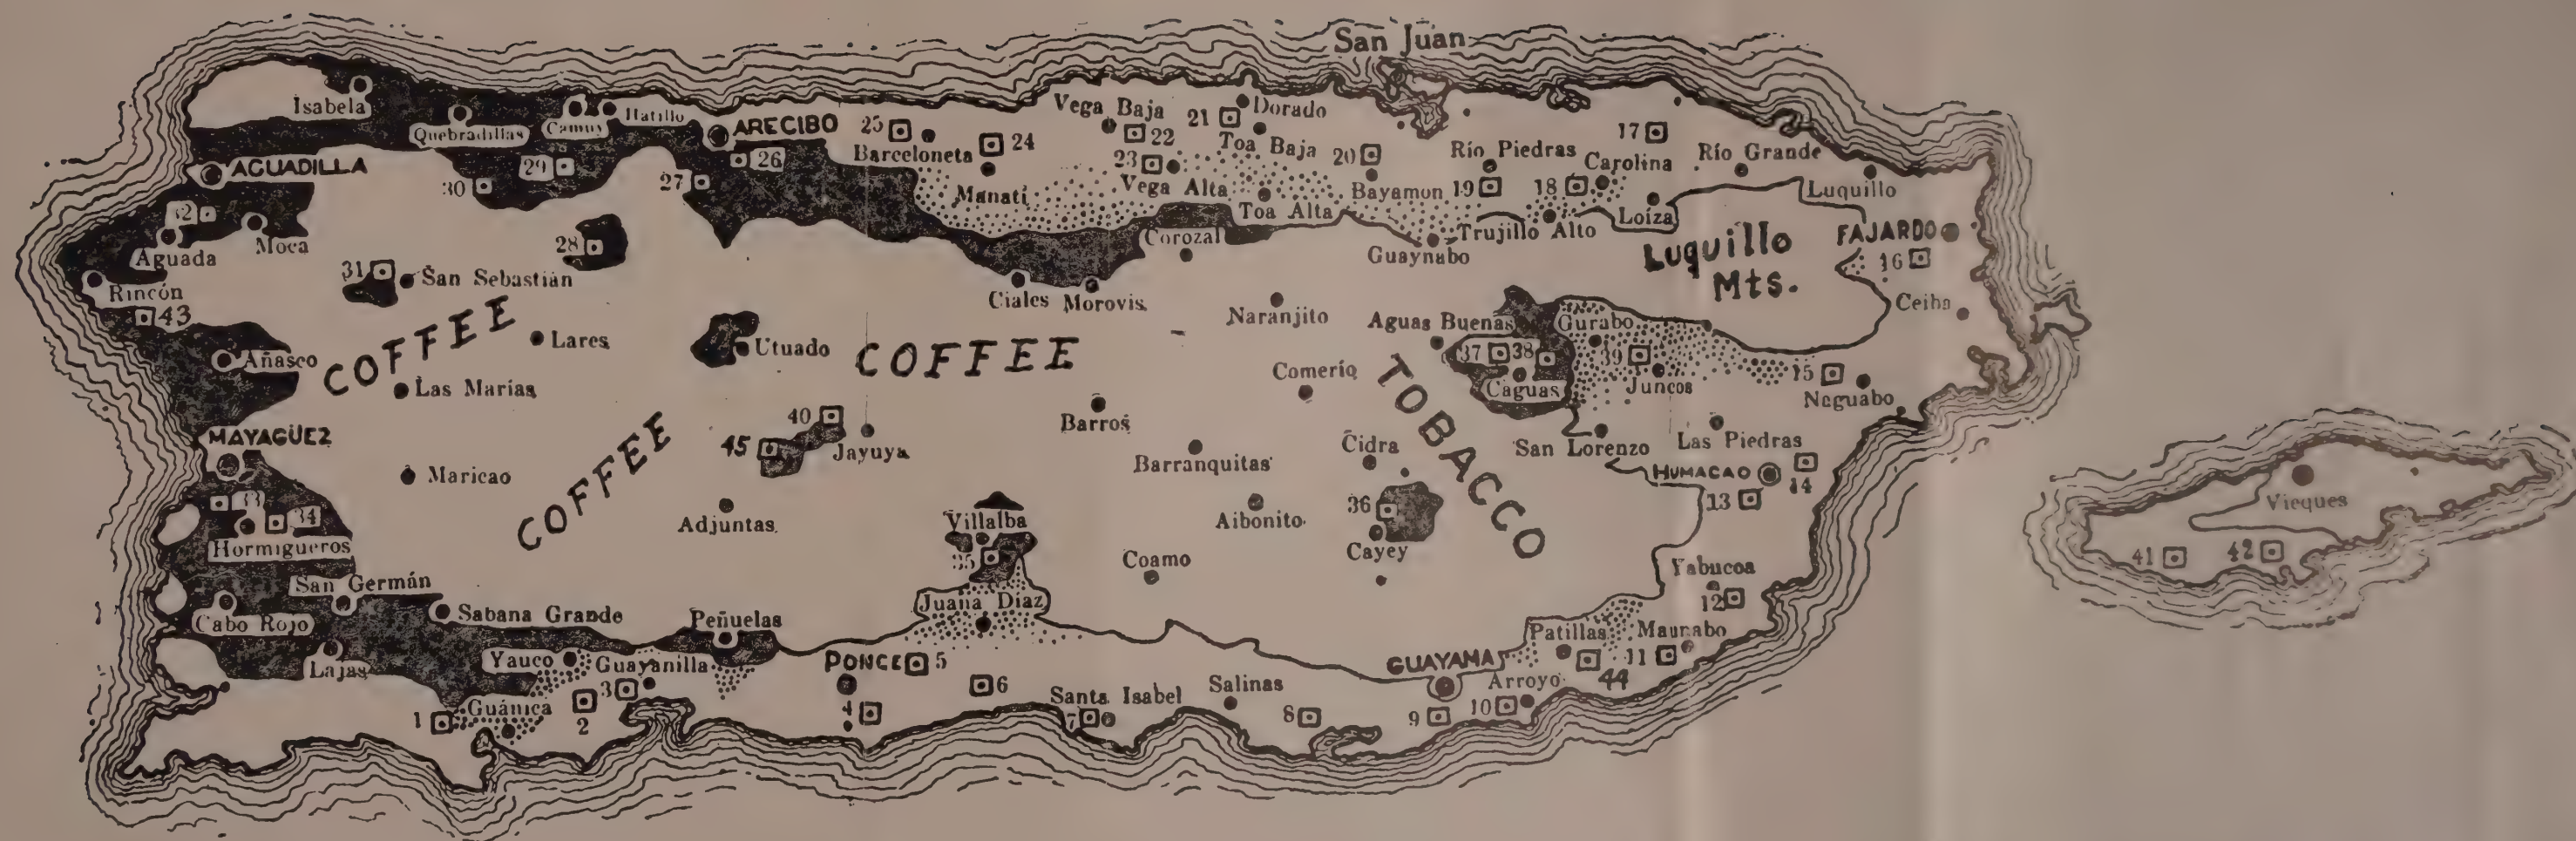 San Juan
Isabela
Quebradillas
Camuy
Hatillo
ARECIBO
25
Barceloneta
24
Manatí
Vega Baja
22
21
Dorado
Toa Baja
23
Vega Alta
Toa Alta
20
Bayamon
Río Piedras
19
18
17
Carolina
Río Grande
Loíza
Luquillo
AGUADILLA
30
29
27
26
32
Aguada
Moca
28
31
San Sebastián
Corozal
Guaynabo
Trujillo Alto
Luquillo
Mts.
FAJARDO
16
Ceiba
Rincón
43
Ciales
Morovis
Naranjito
Aguas Buenas
Gurabo
COFFEE
Lares
Utuado
COFFEE
Añasco
Las Marías
Comerío
TOBACCO
37
38
Caguas
39
Juncos
15
Naguabo
MAYAGÜEZ
40
45
Jayuya
Barros
Barranquitas
Cidra
San Lorenzo
Las Piedras
HUMACAO
14
13
Maricao
COFFEE
Adjuntas
33
34
Hormigueros
Villalba
35
Aibonito
36
Cayey
Coamo
Vieques
41
42
San Germán
Cabo Rojo
Sabana Grande
Peñuelas
Juana Díaz
Yabucoa
12
Lajas
Yauco
Guayanilla
PONCE
5
GUAYAMA
Patillas
Maunabo
11
44
1
Guánica
2
3
4
6
Santa Isabel
7
Salinas
8
9
Arroyo
10